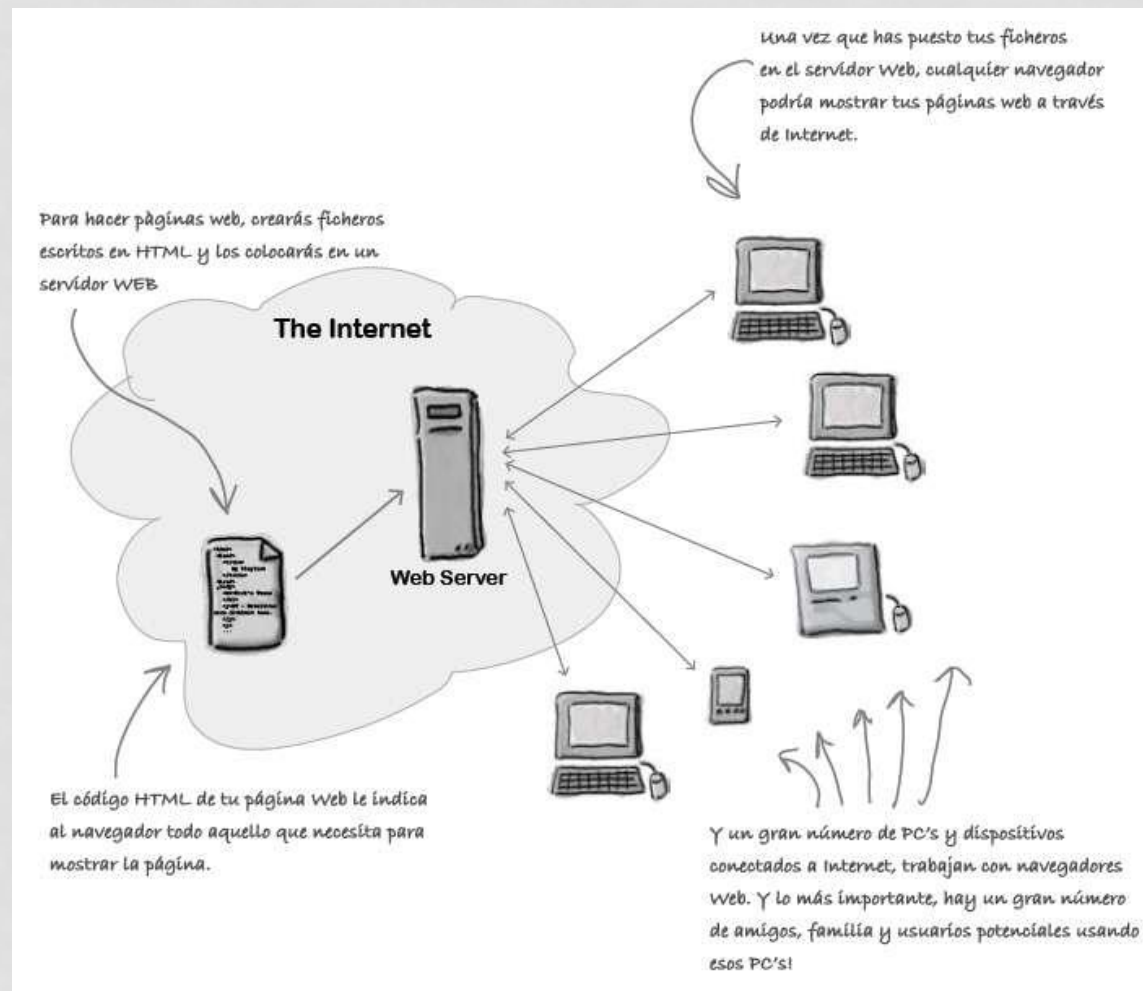 Una vez que has puesto tus ficheros
en el servidor Web, cualquier navegador
podría mostrar tus páginas web a través
de Internet.
Para hacer pàginas web, crearás ficheros
escritos en HTML y los colocarás en un
servidor WEB
The Internet
Web Server
El código HTML de tu página Web le indica
al navegador todo aquello que necesita para
mostrar la página.
Y un gran número de PC's y dispositivos
conectados a Internet, trabajan con navegadores
Web. Y lo más importante, hay un gran número
de amigos, familia y usuarios potenciales usando
esos PC's!